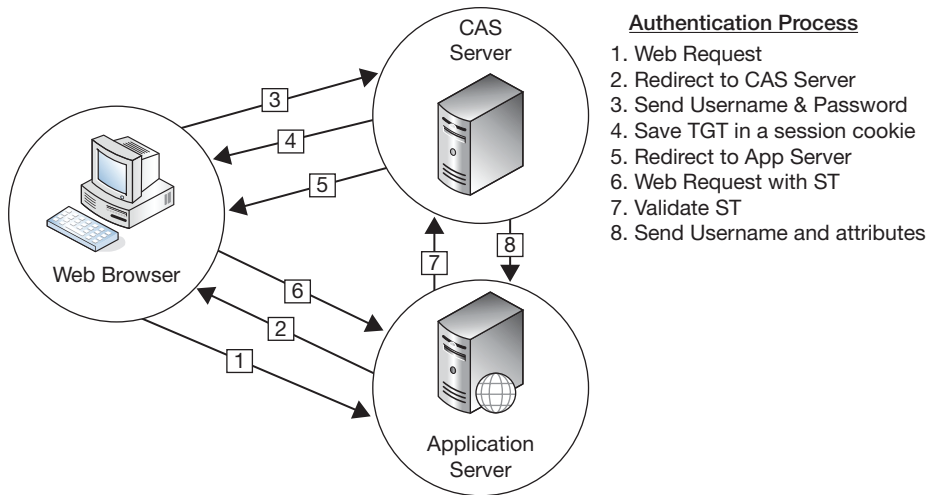 CAS
Server
Authentication Process
1. Web Request
2. Redirect to CAS Server
3. Send Username & Password
4. Save TGT in a session cookie
5. Redirect to App Server
6. Web Request with ST
7. Validate ST
8. Send Username and attributes
3
4
5
Web Browser
7
8
6
2
1
Application
Server